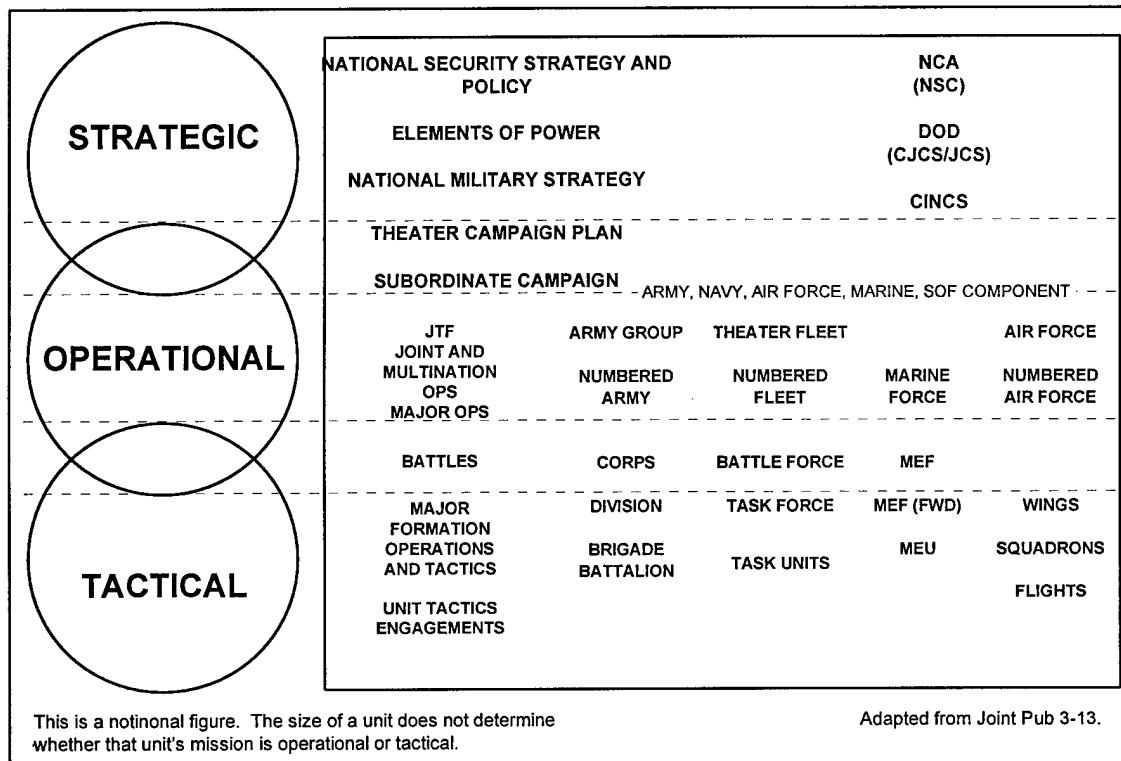 STRATEGIC
NATIONAL SECURITY STRATEGY AND
POLICY
NCA
(NSC)
ELEMENTS OF POWER
DOD
(CJCS/JCS)
NATIONAL MILITARY STRATEGY
CINCS
THEATER CAMPAIGN PLAN
SUBORDINATE CAMPAIGN
ARMY, NAVY, AIR FORCE, MARINE, SOF COMPONENT
OPERATIONAL
JTF
JOINT AND
MULTINATION
OPS
MAJOR OPS
ARMY GROUP
NUMBERED
ARMY
THEATER FLEET
NUMBERED
FLEET
MARINE
FORCE
AIR FORCE
NUMBERED
AIR FORCE
BATTLES
CORPS
BATTLE FORCE
MEF
TACTICAL
MAJOR
FORMATION
OPERATIONS
AND TACTICS
UNIT TACTICS
ENGAGEMENTS
DIVISION
BRIGADE
BATTALION
TASK FORCE
TASK UNITS
MEF (FWD)
MEU
WINGS
SQUADRONS
FLIGHTS
This is a notinonal figure. The size of a unit does not determine
whether that unit's mission is operational or tactical.
Adapted from Joint Pub 3-13.